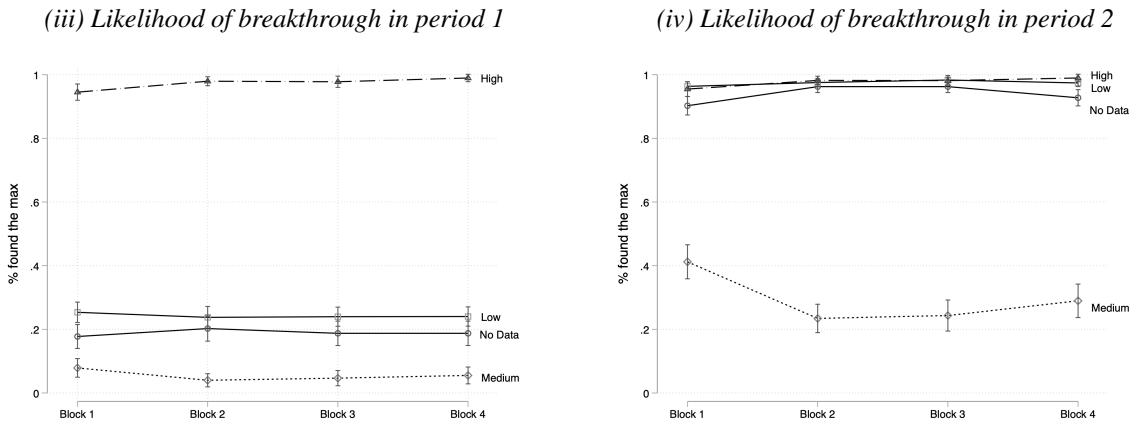 (iii) Likelihood of breakthrough in period 1
% found the max
1
.8
.6
.4
.2
0
High
Low
No Data
Medium
Block 1
Block 2
Block 3
Block 4
(iv) Likelihood of breakthrough in period 2
% found the max
1
.8
.6
.4
.2
0
High
Low
No Data
Medium
Block 1
Block 2
Block 3
Block 4